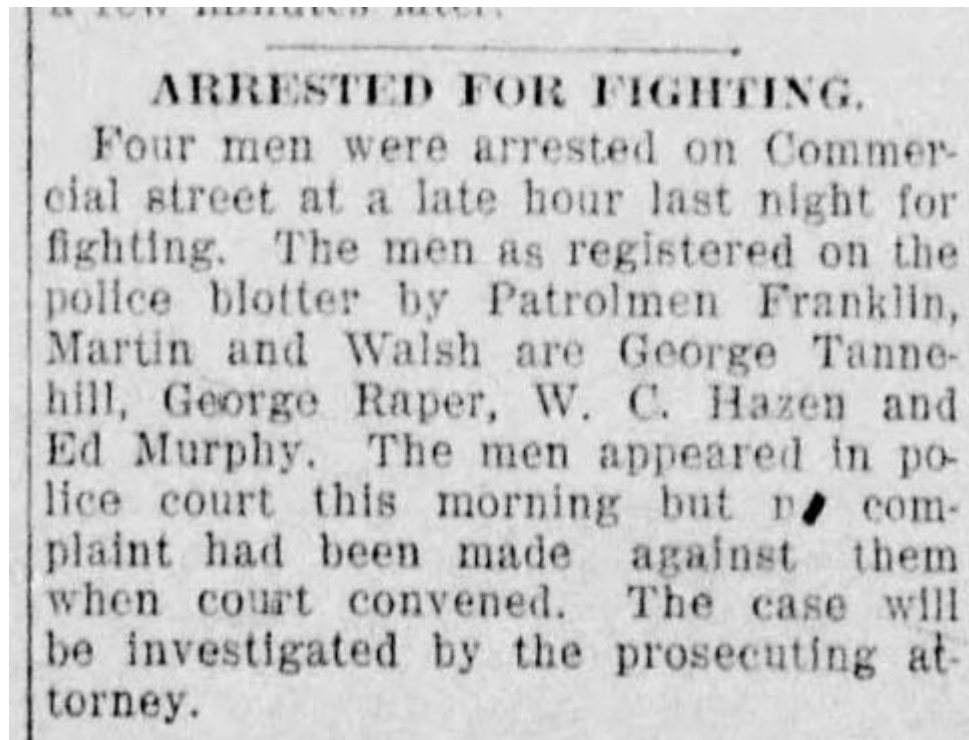 a few minutes later.
ARRESTED FOR FIGHTING.
Four men were arrested on Commer-
cial street at a late hour last night for
fighting. The men as registered on the
police blotter by Patrolmen Franklin,
Martin and Walsh are George Tanne-
hill, George Raper, W. C. Hazen and
Ed Murphy. The men appeared in po-
lice court this morning but com-
plaint had been made against them
when court convened. The case will
be investigated by the prosecuting at-
torney.